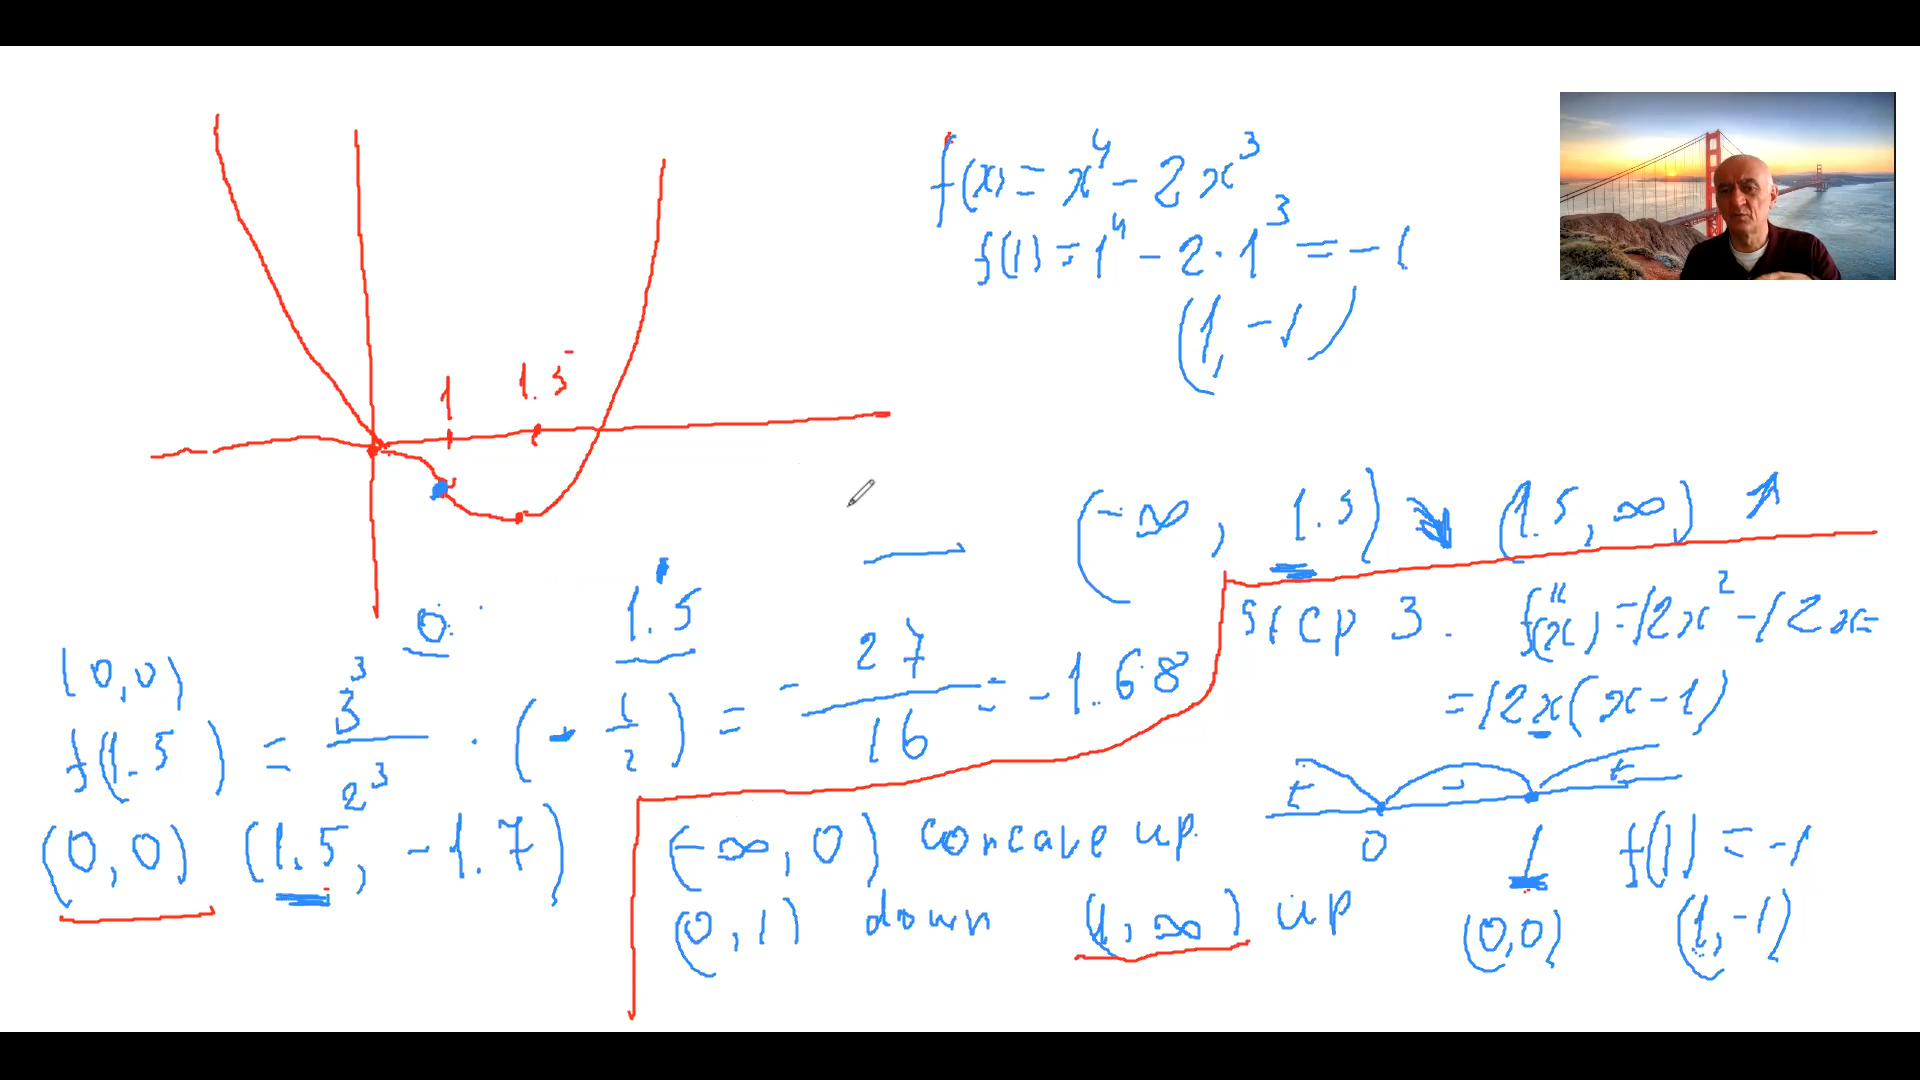 f(x) = x⁴ - 2x³
f(1) = 1⁴ - 2 · 1³ = -1
(1, -1)
1 1.5
(-∞, 1.5) ↘ (1.5, ∞) ↗
0 1.5
step 3. f''(x) = 12x² - 12x =
= 12x(x - 1)
(0,0)
f(1.5) = 3³/2³ · (-1/2) = -27/16 = -1.68
+ - +
0 1 f(1) = -1
(0,0) (1.5, -1.7)
(-∞, 0) concave up
(0,1) down (1, ∞) up
(0,0) (1, -1)